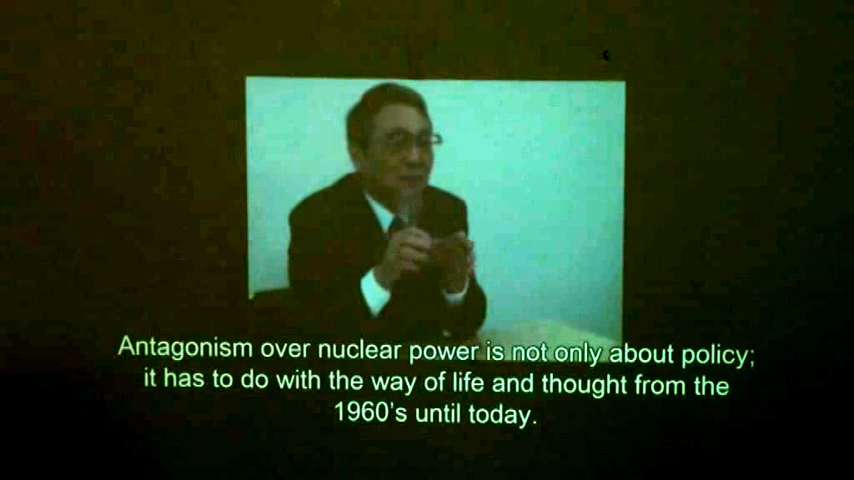 Antagonism over nuclear power is not only about policy;
it has to do with the way of life and thought from the
1960's until today.